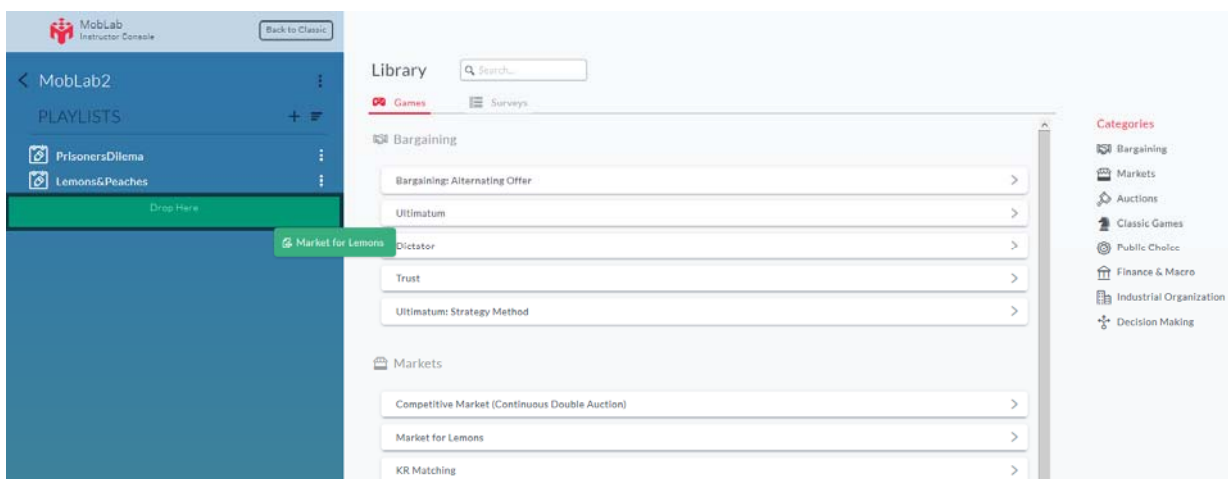 MobLab
Instructor Console
Back to Classic
MobLab2
PLAYLISTS
PrisonersDilema
Lemons&Peaches
Drop Here
Market for Lemons
Library
Search...
Games
Surveys
Bargaining
Bargaining: Alternating Offer
Ultimatum
Dictator
Trust
Ultimatum: Strategy Method
Markets
Competitive Market (Continuous Double Auction)
Market for Lemons
KR Matching
Categories
Bargaining
Markets
Auctions
Classic Games
Public Choice
Finance & Macro
Industrial Organization
Decision Making